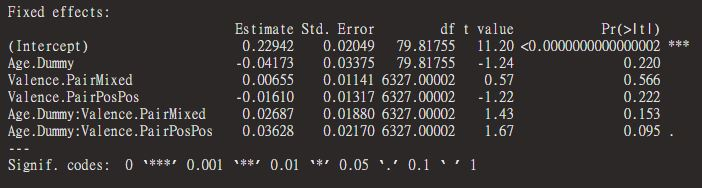 Fixed effects:
Estimate Std. Error df t value Pr(>|t|)
(Intercept) 0.22942 0.02049 79.81755 11.20 <0.0000000000000002 ***
Age.Dummy -0.04173 0.03375 79.81755 -1.24 0.220
Valence.PairMixed 0.00655 0.01141 6327.00002 0.57 0.566
Valence.PairPosPos -0.01610 0.01317 6327.00002 -1.22 0.222
Age.Dummy:Valence.PairMixed 0.02687 0.01880 6327.00002 1.43 0.153
Age.Dummy:Valence.PairPosPos 0.03628 0.02170 6327.00002 1.67 0.095 .
---
Signif. codes: 0 ‘***’ 0.001 ‘**’ 0.01 ‘*’ 0.05 ‘.’ 0.1 ‘ ’ 1